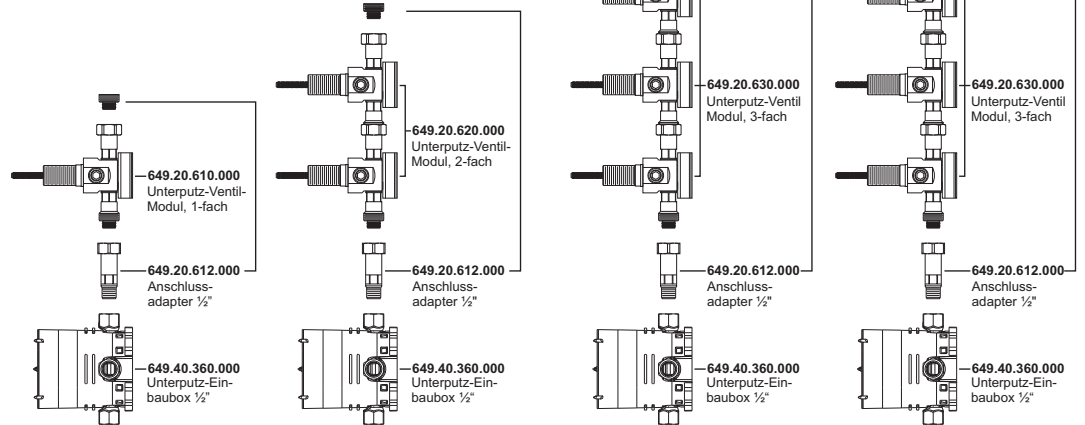 649.20.610.000
Unterputz-Ventil-
Modul, 1-fach
649.20.612.000
Anschluss-
adapter ½"
649.40.360.000
Unterputz-Ein-
baubox ½"
649.20.620.000
Unterputz-Ventil-
Modul, 2-fach
649.20.612.000
Anschluss-
adapter ½"
649.40.360.000
Unterputz-Ein-
baubox ½“
649.20.630.000
Unterputz-Ventil
Modul, 3-fach
649.20.612.000
Anschluss-
adapter ½"
649.40.360.000
Unterputz-Ein-
baubox ½“
649.20.630.000
Unterputz-Ventil
Modul, 3-fach
649.20.612.000
Anschluss-
adapter ½"
649.40.360.000
Unterputz-Ein-
baubox ½“